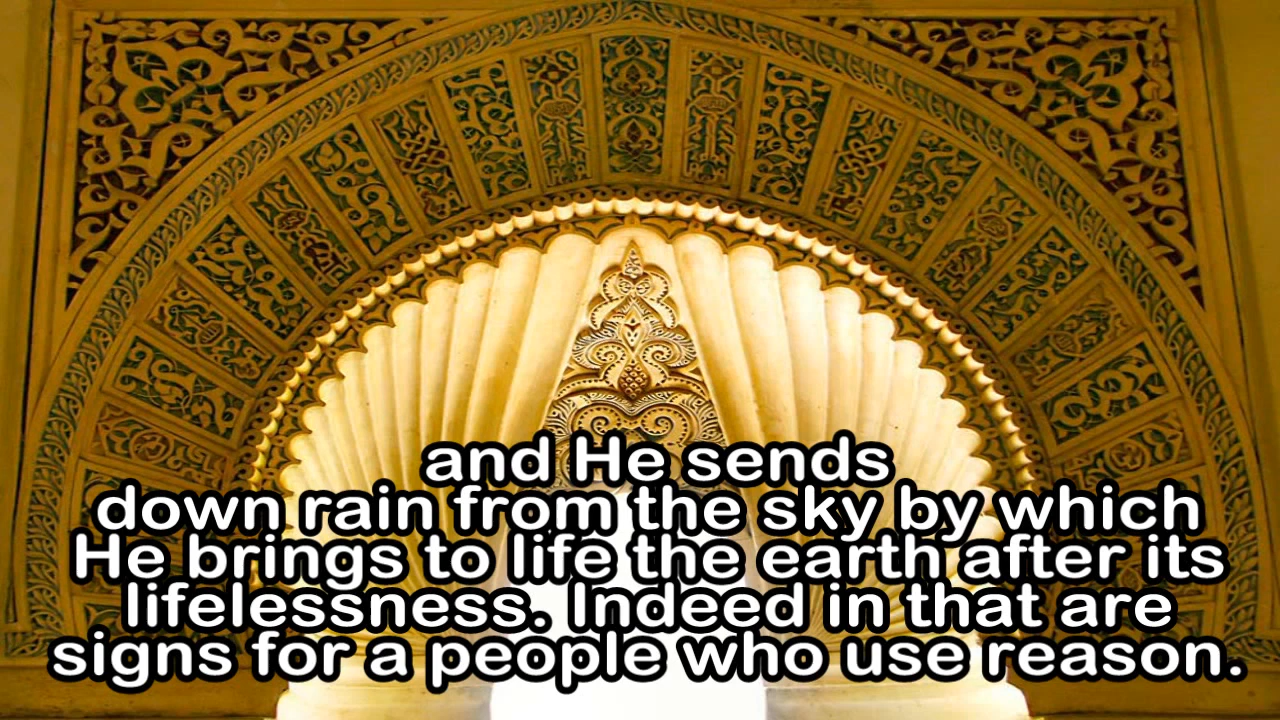 and He sends
down rain from the sky by which
He brings to life the earth after its
lifelessness. Indeed in that are
signs for a people who use reason.